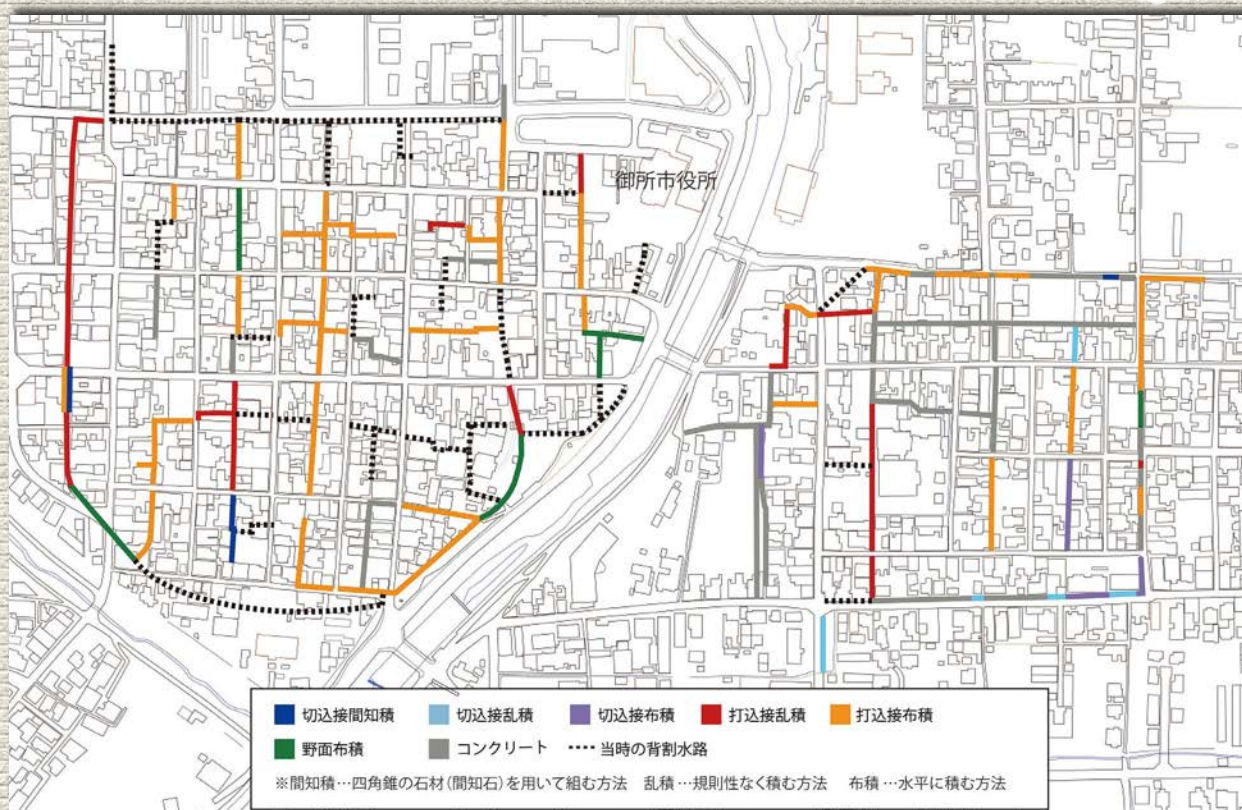 御所市役所
切込接間知積 切込接乱積 切込接布積 打込接乱積 打込接布積
野面布積 コンクリート 当時の背割水路
※間知積…四角錐の石材(間知石)を用いて組む方法 乱積…規則性なく積む方法 布積…水平に積む方法